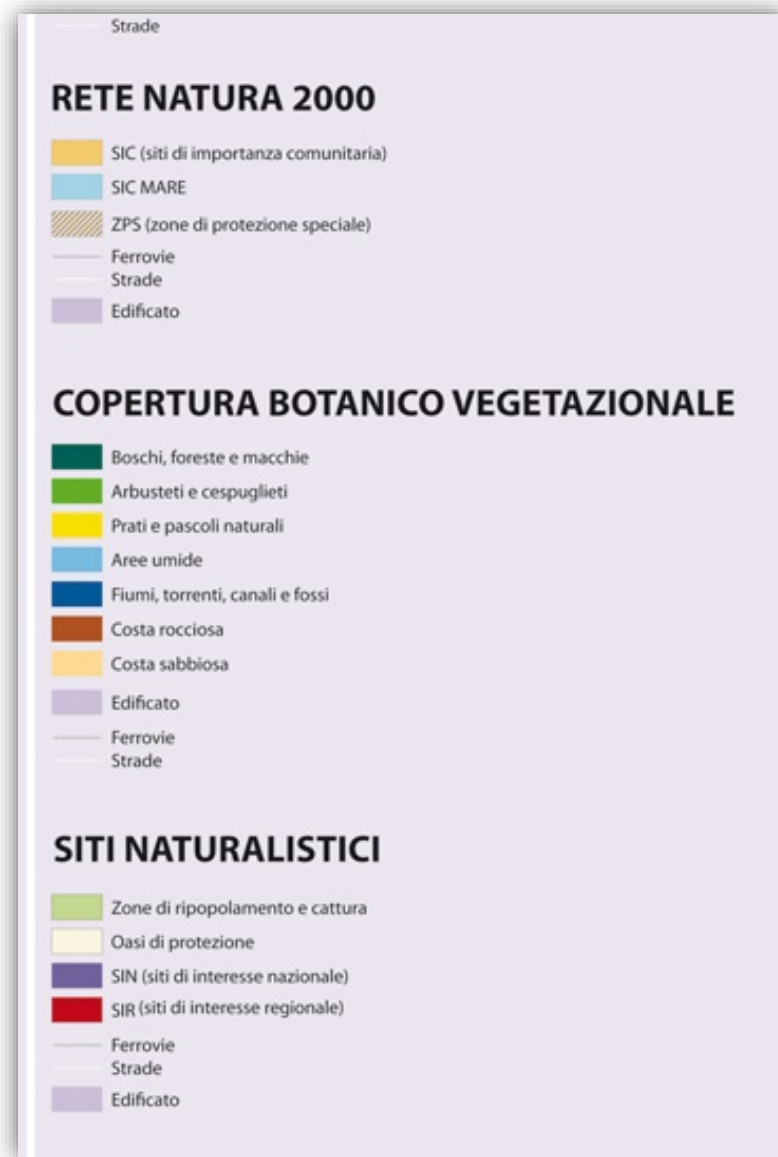 Strade
RETE NATURA 2000
SIC (siti di importanza comunitaria)
SIC MARE
ZPS (zone di protezione speciale)
Ferrovie
Strade
Edificato
COPERTURA BOTANICO VEGETAZIONALE
Boschi, foreste e macchie
Arbusteti e cespuglieti
Prati e pascoli naturali
Aree umide
Fiumi, torrenti, canali e fossi
Costa rocciosa
Costa sabbiosa
Edificato
Ferrovie
Strade
SITI NATURALISTICI
Zone di ripopolamento e cattura
Oasi di protezione
SIN (siti di interesse nazionale)
SIR (siti di interesse regionale)
Ferrovie
Strade
Edificato